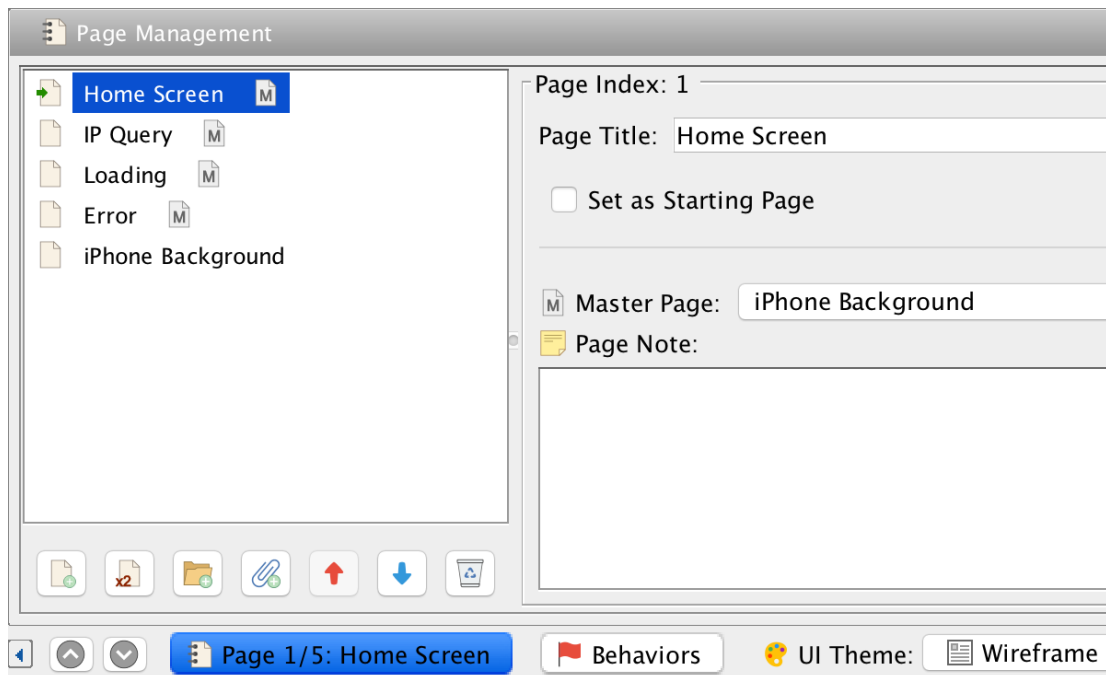 Page Management
Home Screen M
IP Query M
Loading M
Error M
iPhone Background
Page Index: 1
Page Title: Home Screen
Set as Starting Page
M Master Page: iPhone Background
Page Note:
x2
Page 1/5: Home Screen
Behaviors
UI Theme: Wireframe